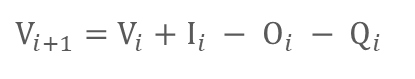 V_{i+1} = V_i + I_i − O_i − Q_i